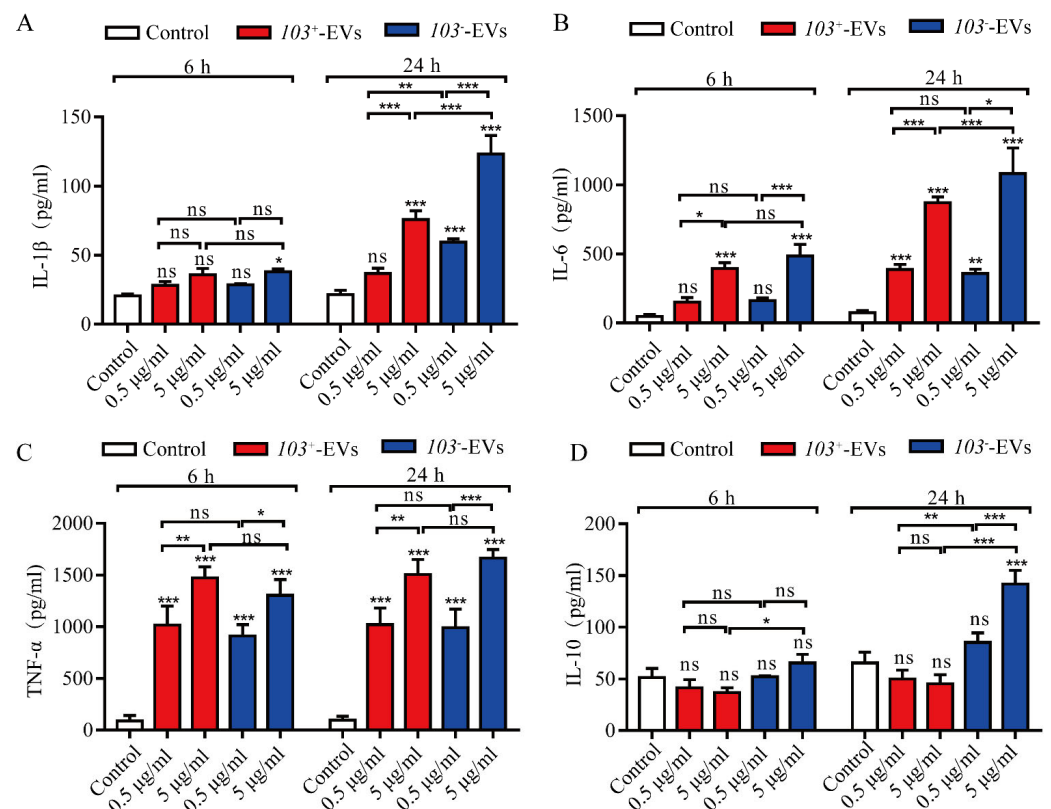 A
Control 103⁺-EVs 103⁻-EVs
6 h 24 h
** ***
*** ***
***
ns ns
ns ns
ns ns ns *
ns *** ***
IL-1β (pg/ml)
150
100
50
0
Control 0.5 μg/ml 5 μg/ml 0.5 μg/ml 5 μg/ml Control 0.5 μg/ml 5 μg/ml 0.5 μg/ml 5 μg/ml
B
Control 103⁺-EVs 103⁻-EVs
6 h 24 h
ns *
*** ***
***
ns ***
* ns
ns *** ns ***
*** *** **
IL-6 (pg/ml)
1500
1000
500
0
Control 0.5 μg/ml 5 μg/ml 0.5 μg/ml 5 μg/ml Control 0.5 μg/ml 5 μg/ml 0.5 μg/ml 5 μg/ml
C
Control 103⁺-EVs 103⁻-EVs
6 h 24 h
ns * ns ***
** ns ** ns
*** *** *** ***
*** *** *** ***
TNF-α (pg/ml)
2000
1500
1000
500
0
Control 0.5 μg/ml 5 μg/ml 0.5 μg/ml 5 μg/ml Control 0.5 μg/ml 5 μg/ml 0.5 μg/ml 5 μg/ml
D
Control 103⁺-EVs 103⁻-EVs
6 h 24 h
** ***
ns ***
***
ns ns
ns *
ns ns ns ns
ns ns ns
IL-10 (pg/ml)
200
150
100
50
0
Control 0.5 μg/ml 5 μg/ml 0.5 μg/ml 5 μg/ml Control 0.5 μg/ml 5 μg/ml 0.5 μg/ml 5 μg/ml